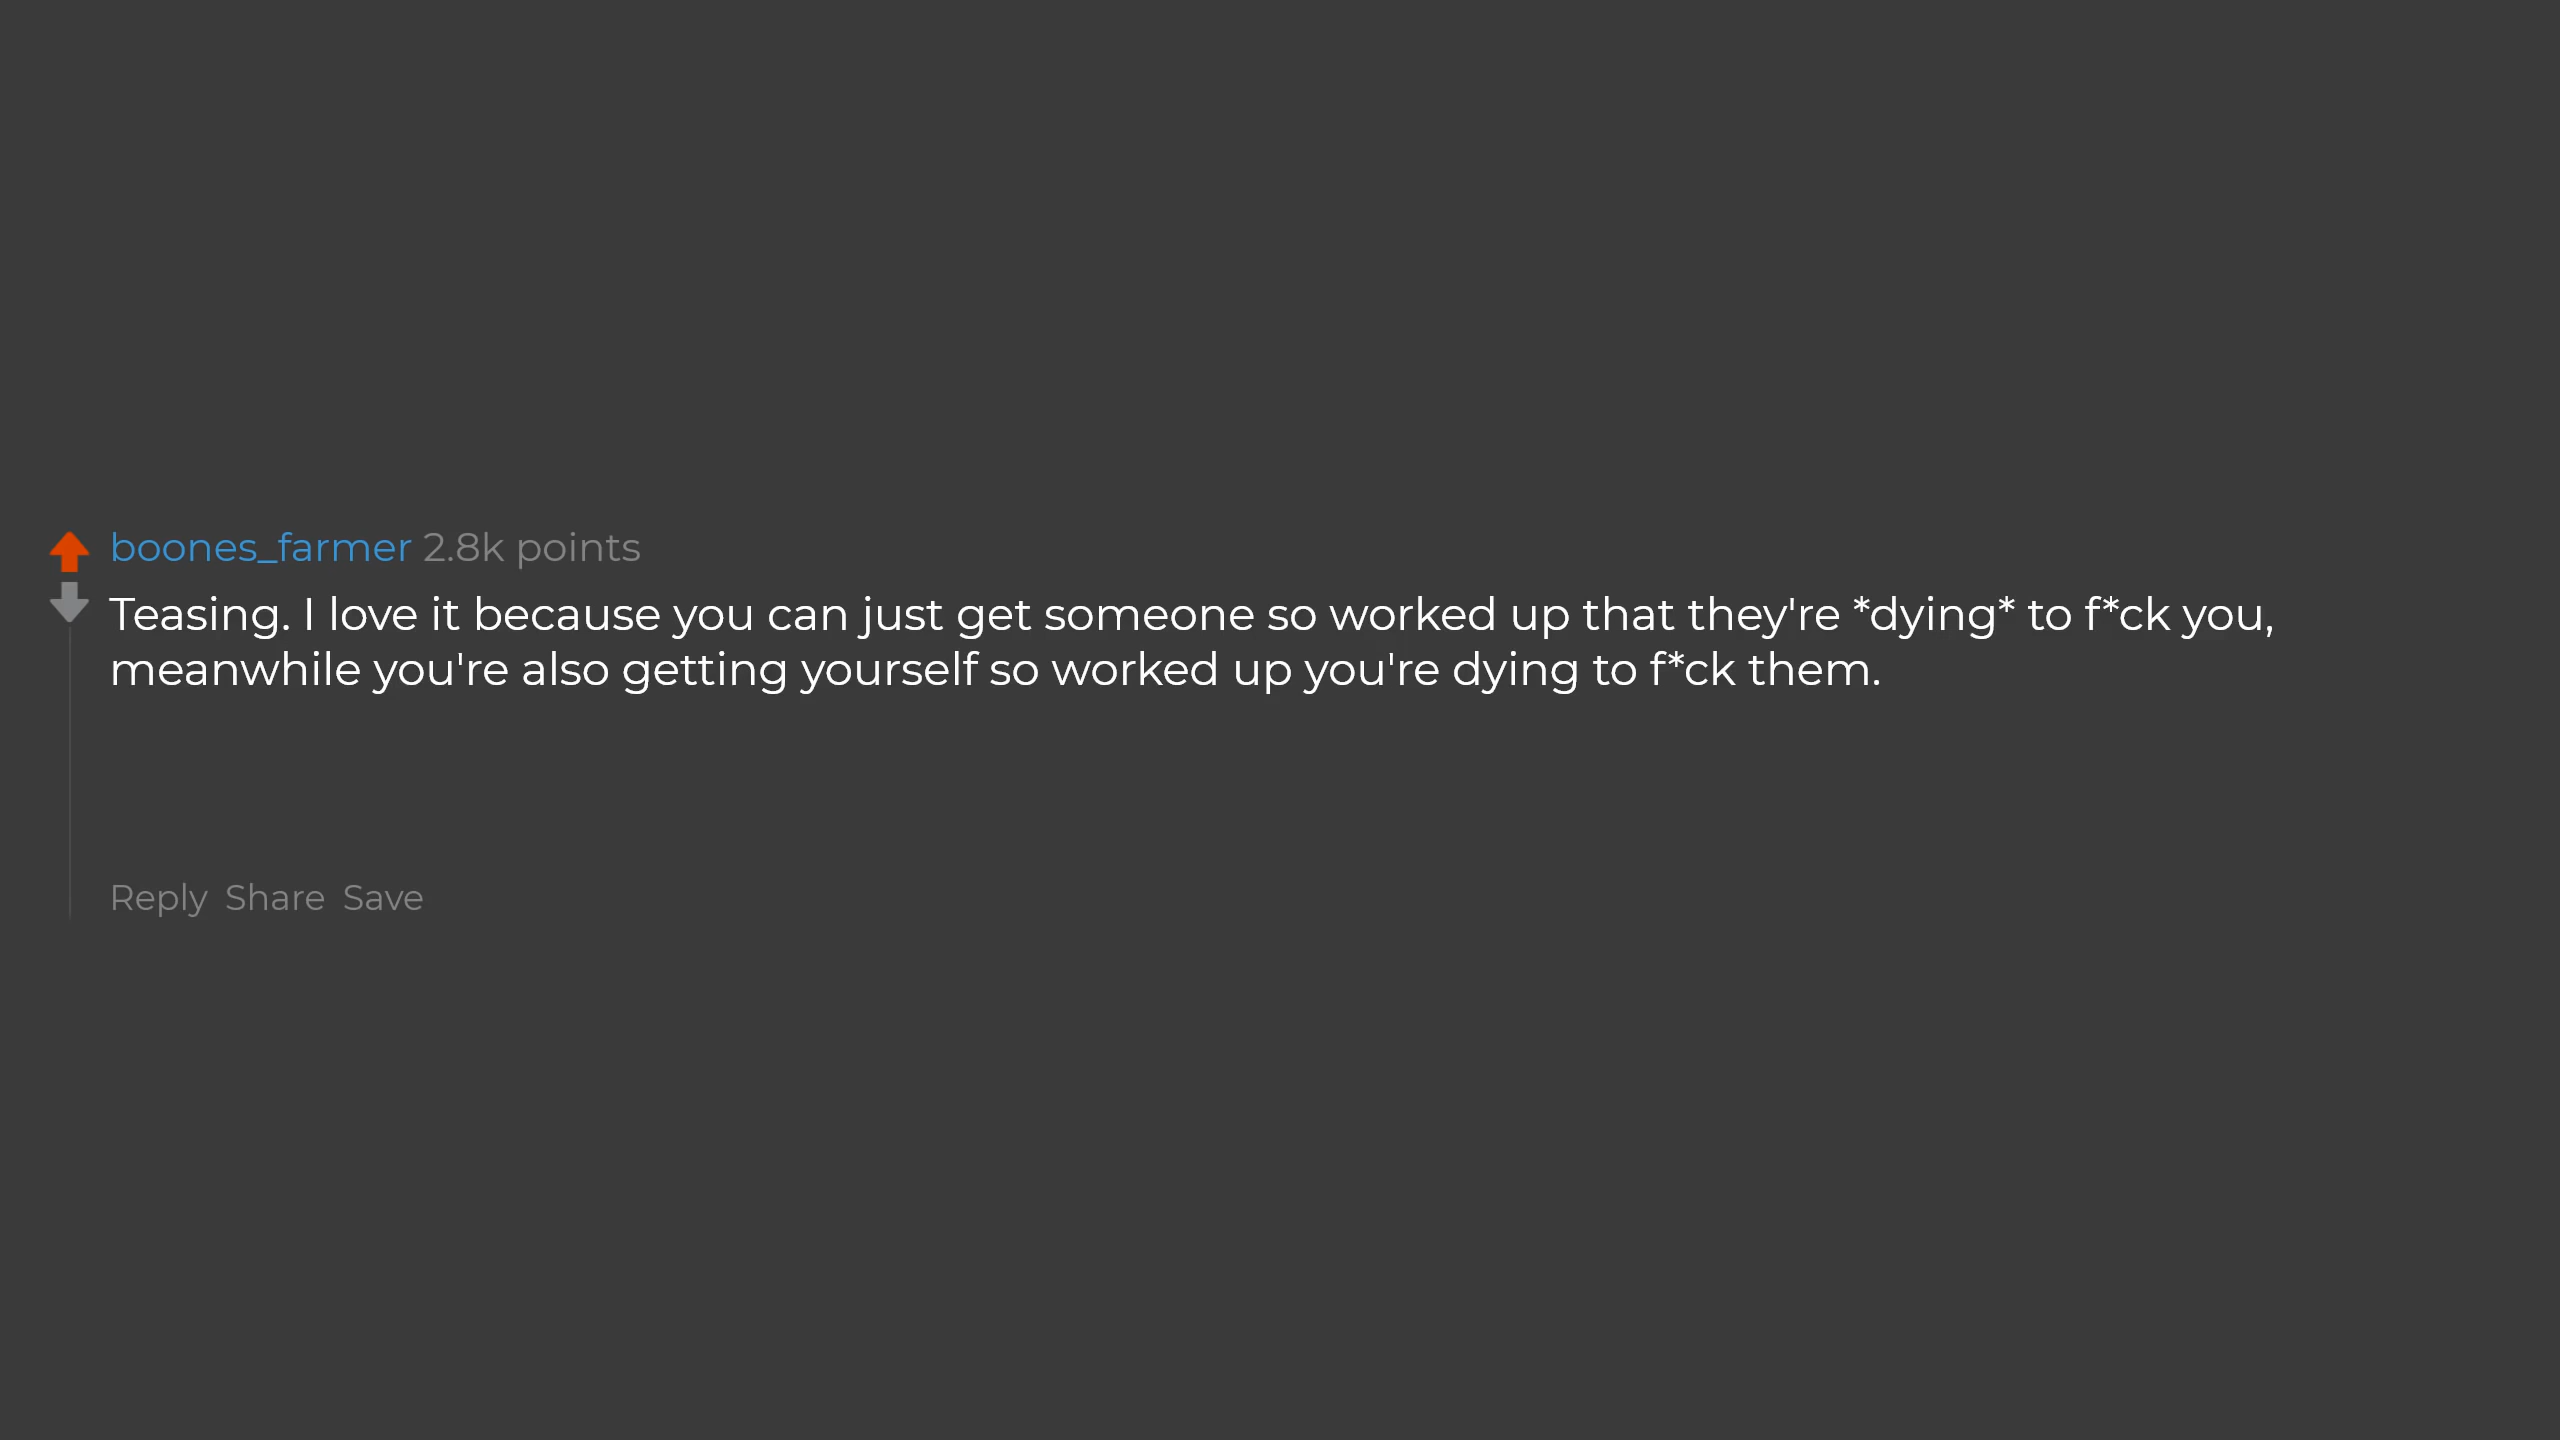 boones_farmer 2.8k points
Teasing. I love it because you can just get someone so worked up that they're *dying* to f*ck you,
meanwhile you're also getting yourself so worked up you're dying to f*ck them.
Reply Share Save